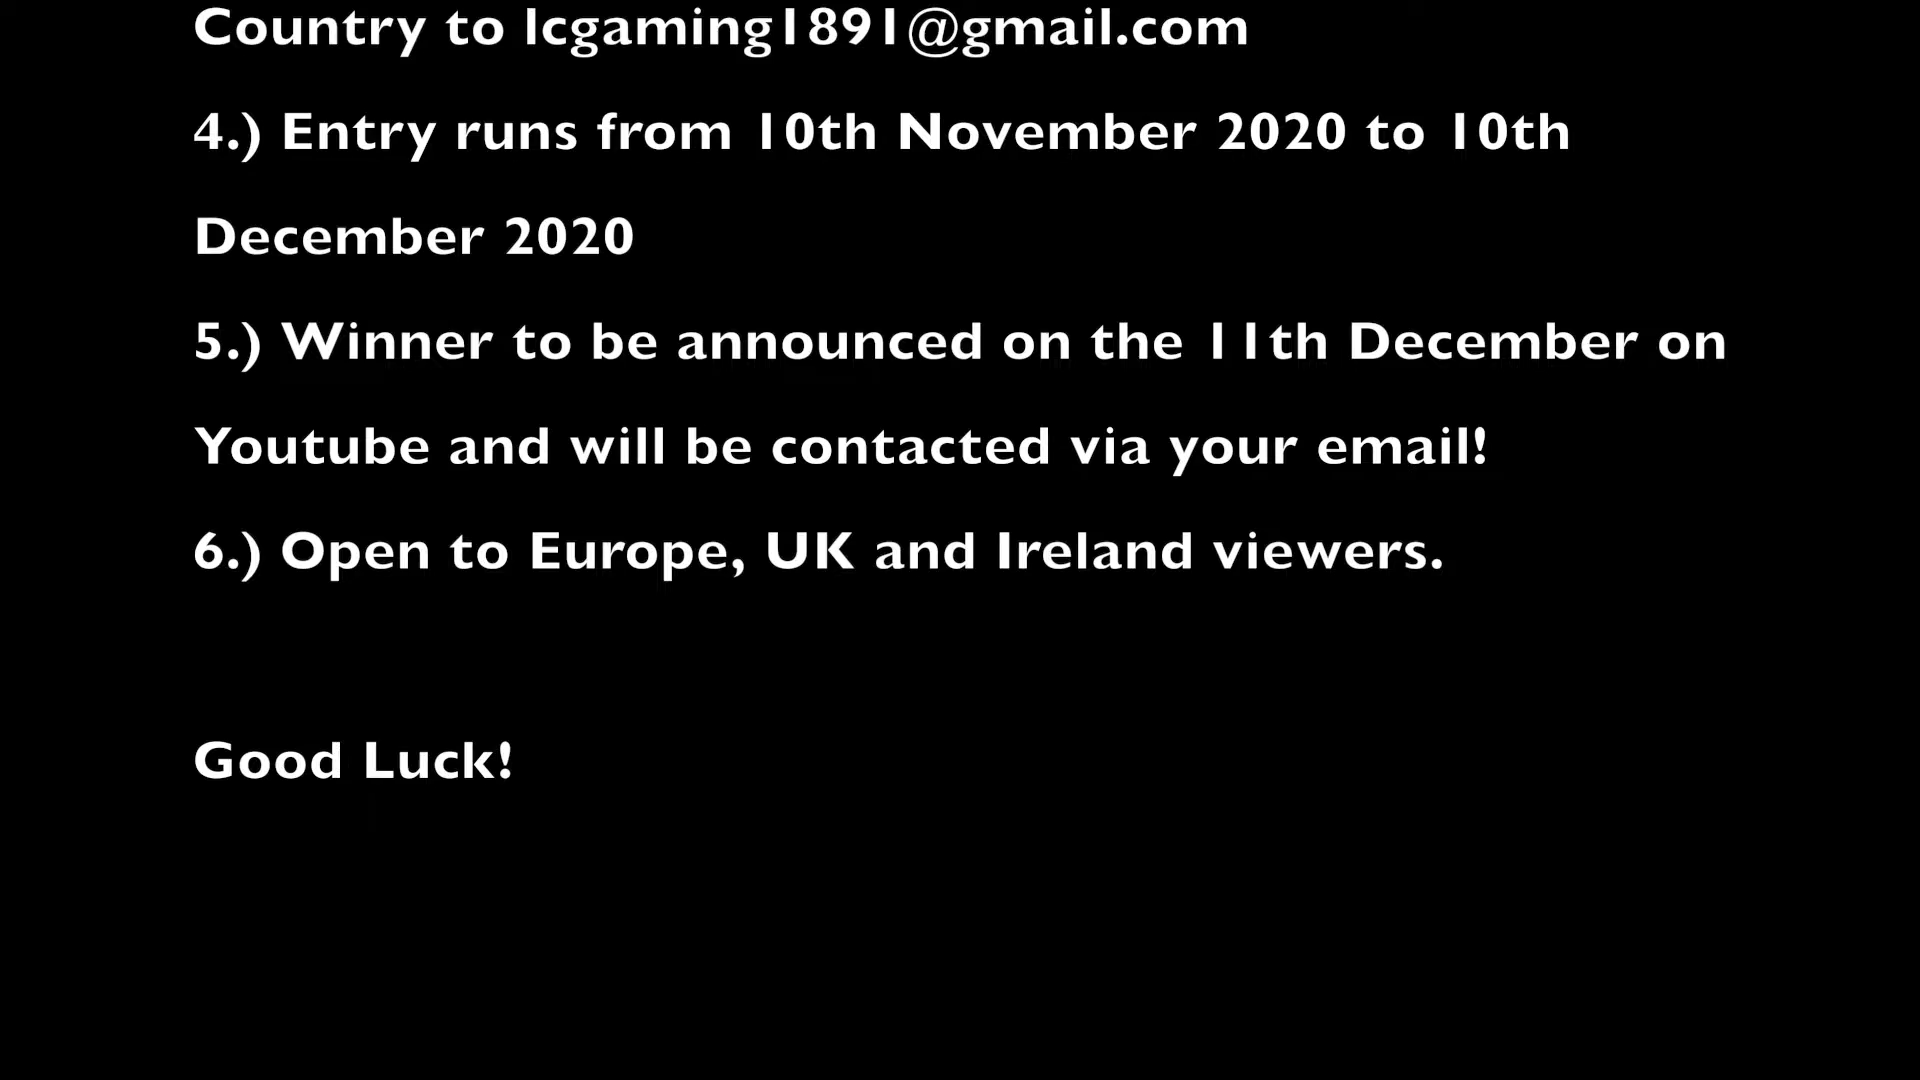 Country to lcgaming1891@gmail.com
4.) Entry runs from 10th November 2020 to 10th
December 2020
5.) Winner to be announced on the 11th December on
Youtube and will be contacted via your email!
6.) Open to Europe, UK and Ireland viewers.
Good Luck!